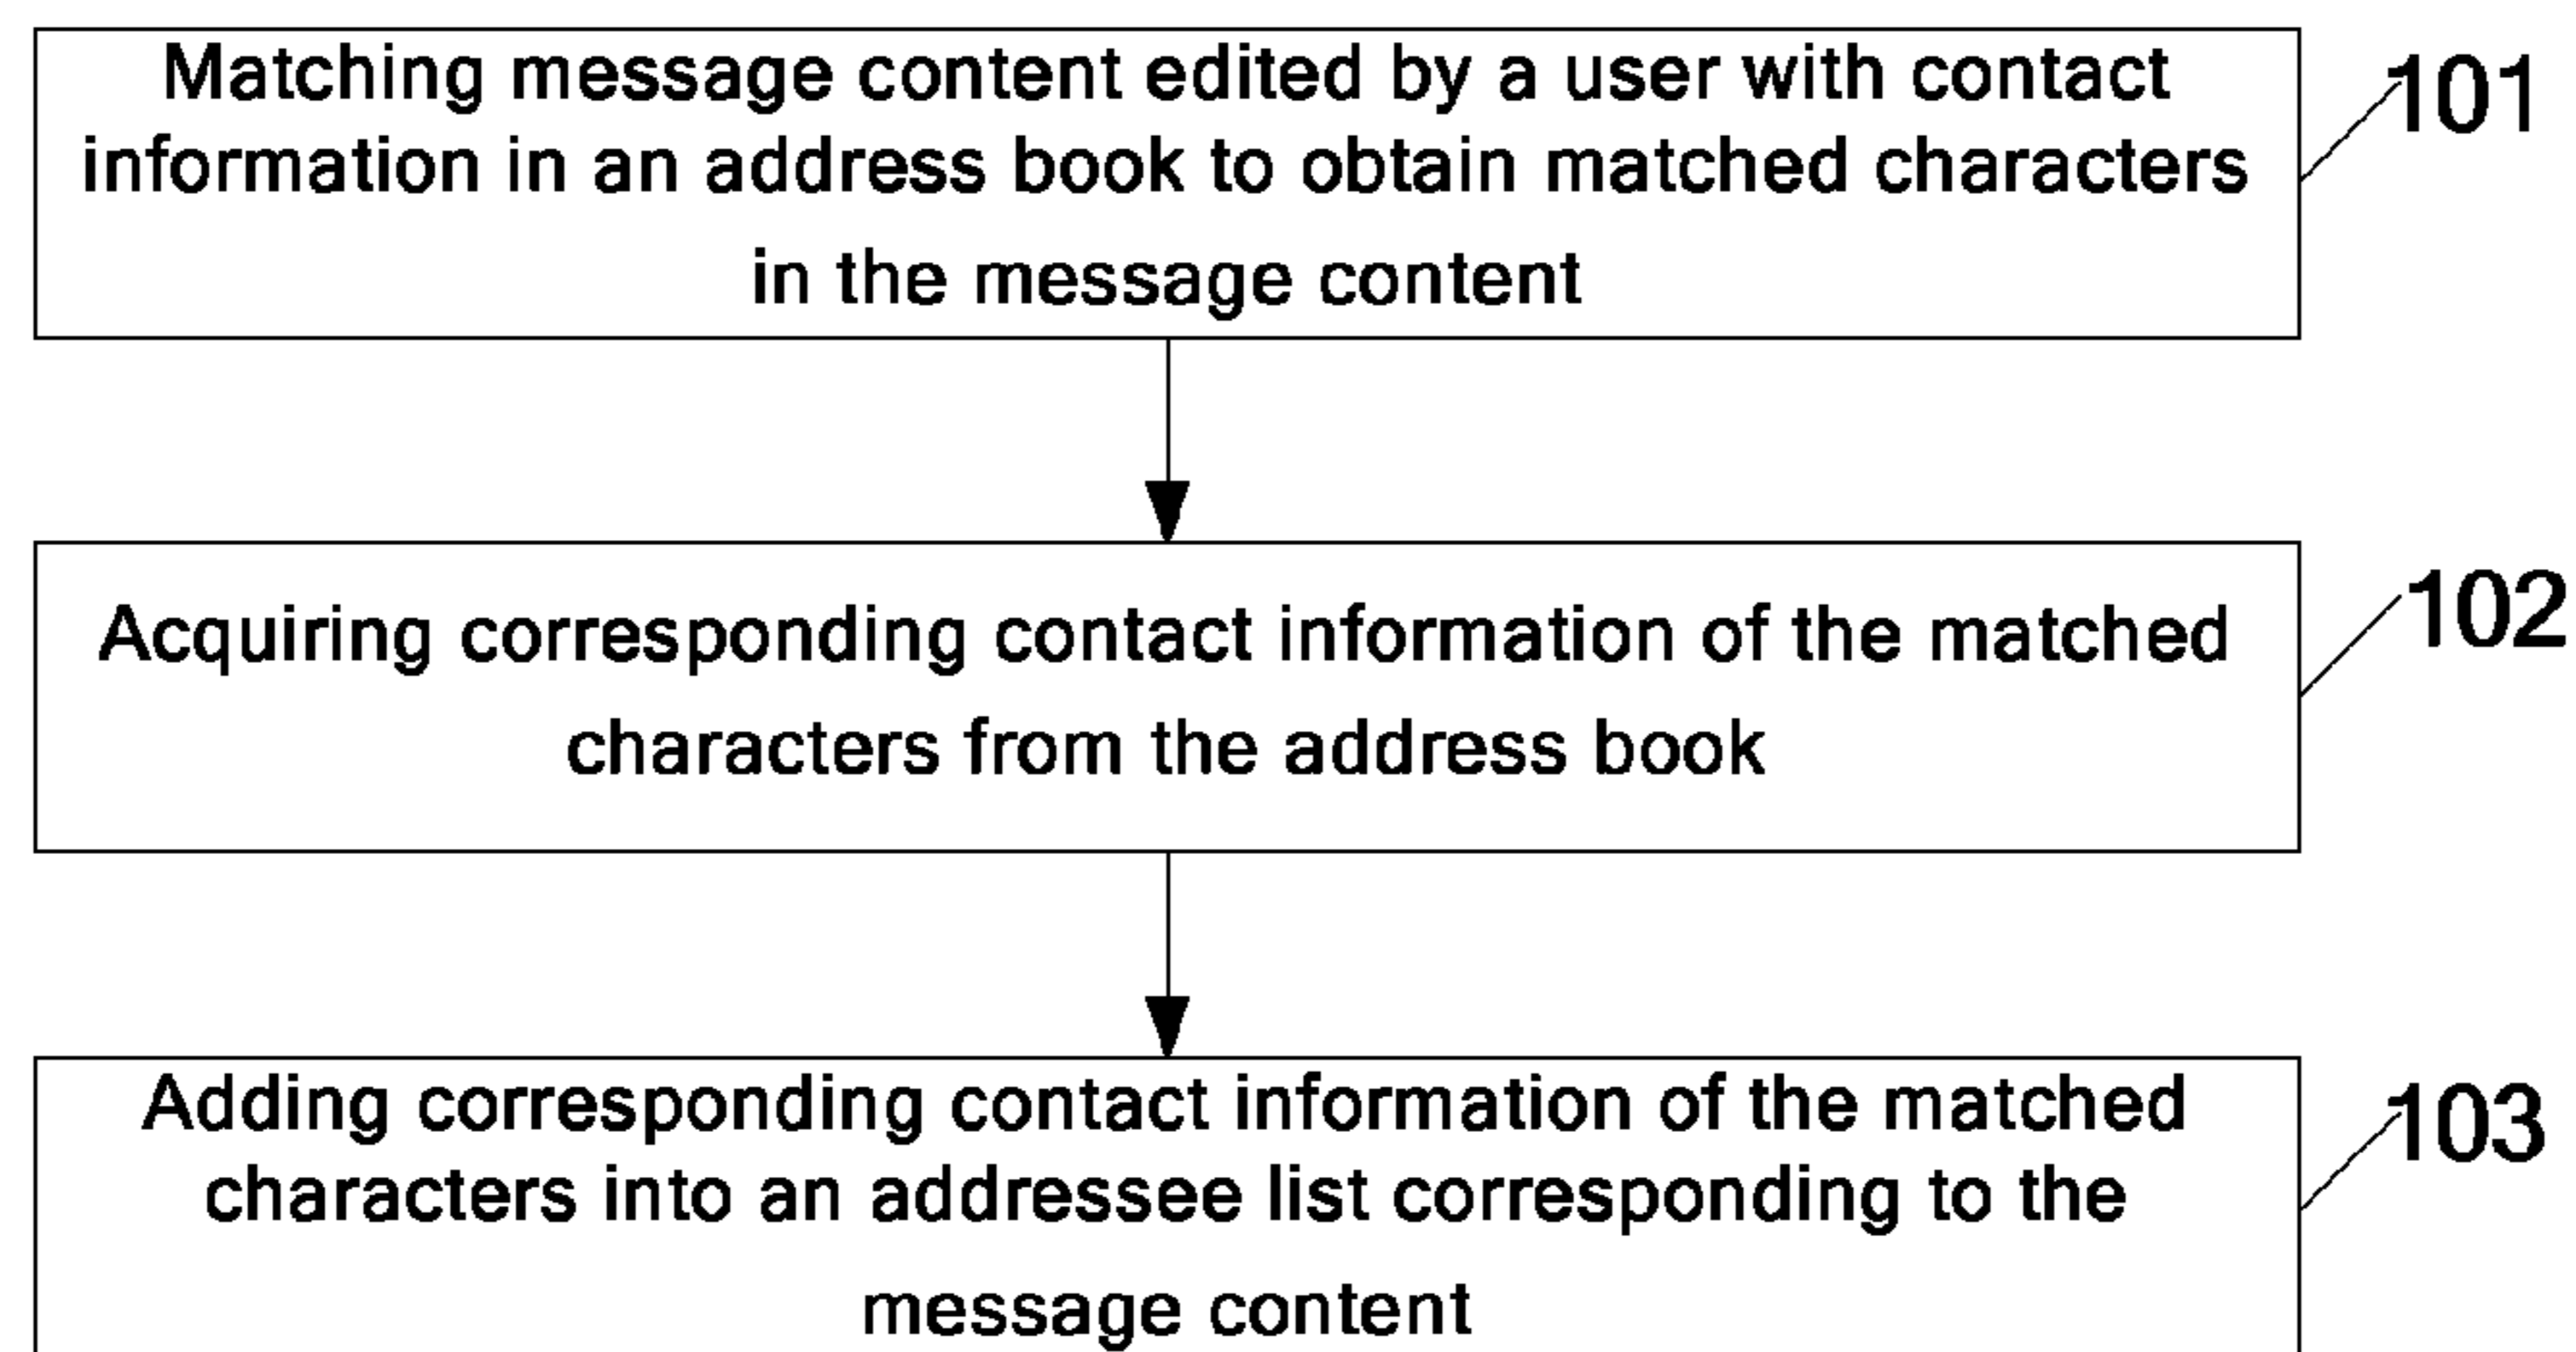 Matching message content edited by a user with contact
information in an address book to obtain matched characters
in the message content
101
Acquiring corresponding contact information of the matched
characters from the address book
102
Adding corresponding contact information of the matched
characters into an addressee list corresponding to the
message content
103